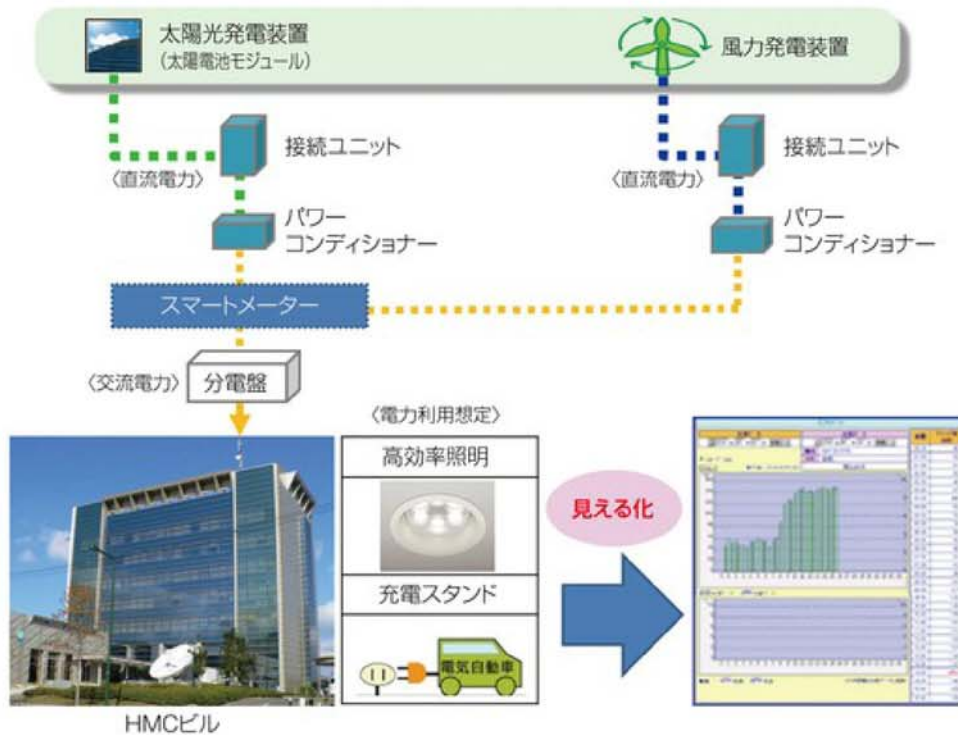 太陽光発電装置
（太陽電池モジュール）
風力発電装置
接続ユニット
接続ユニット
〈直流電力〉
〈直流電力〉
パワー
コンディショナー
パワー
コンディショナー
スマートメーター
〈交流電力〉
分電盤
〈電力利用想定〉
高効率照明
見える化
充電スタンド
電気自動車
HMCビル